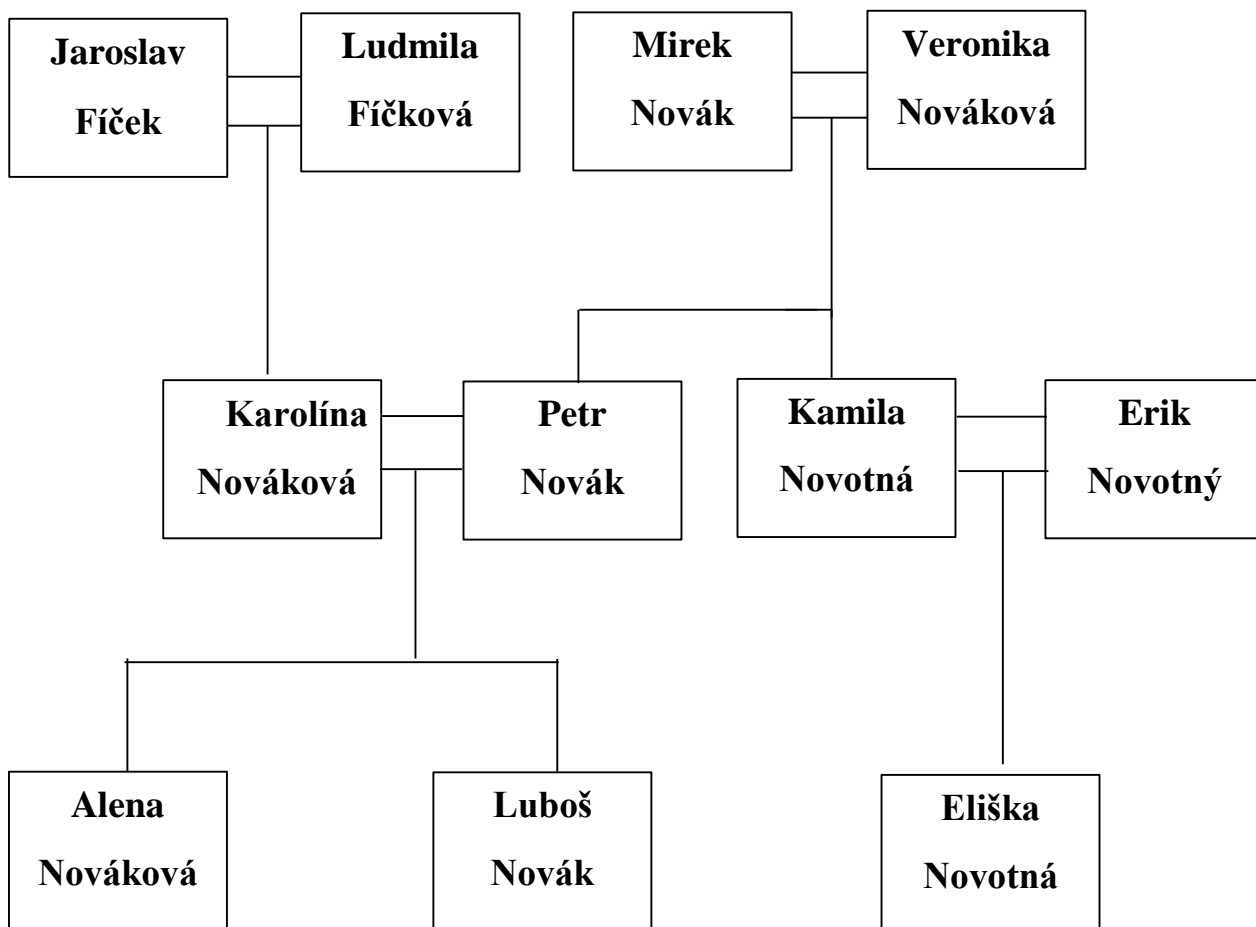 Jaroslav
Fíček
Ludmila
Fíčková
Mirek
Novák
Veronika
Nováková
Karolína
Nováková
Petr
Novák
Kamila
Novotná
Erik
Novotný
Alena
Nováková
Luboš
Novák
Eliška
Novotná